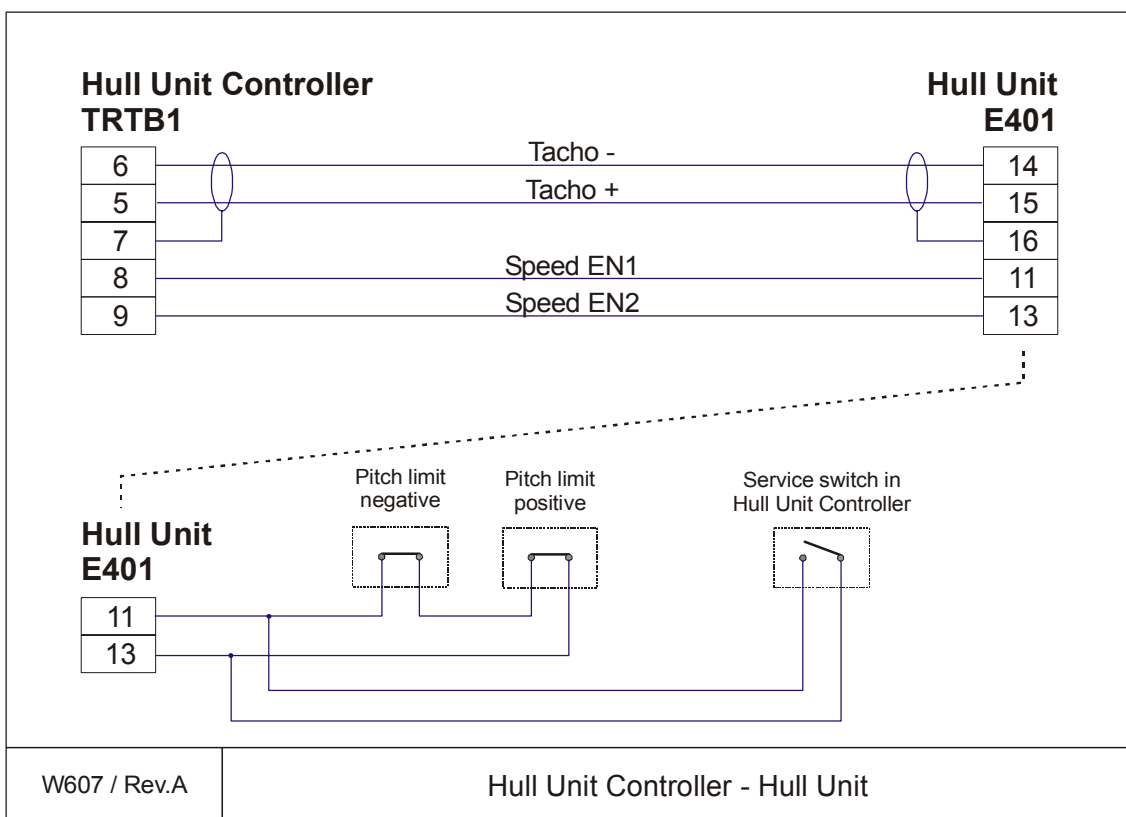 Hull Unit Controller
TRTB1
Hull Unit
E401
6
5
7
8
9
Tacho -
Tacho +
Speed EN1
Speed EN2
14
15
16
11
13
Pitch limit
negative
Pitch limit
positive
Service switch in
Hull Unit Controller
Hull Unit
E401
11
13
W607 / Rev.A
Hull Unit Controller - Hull Unit